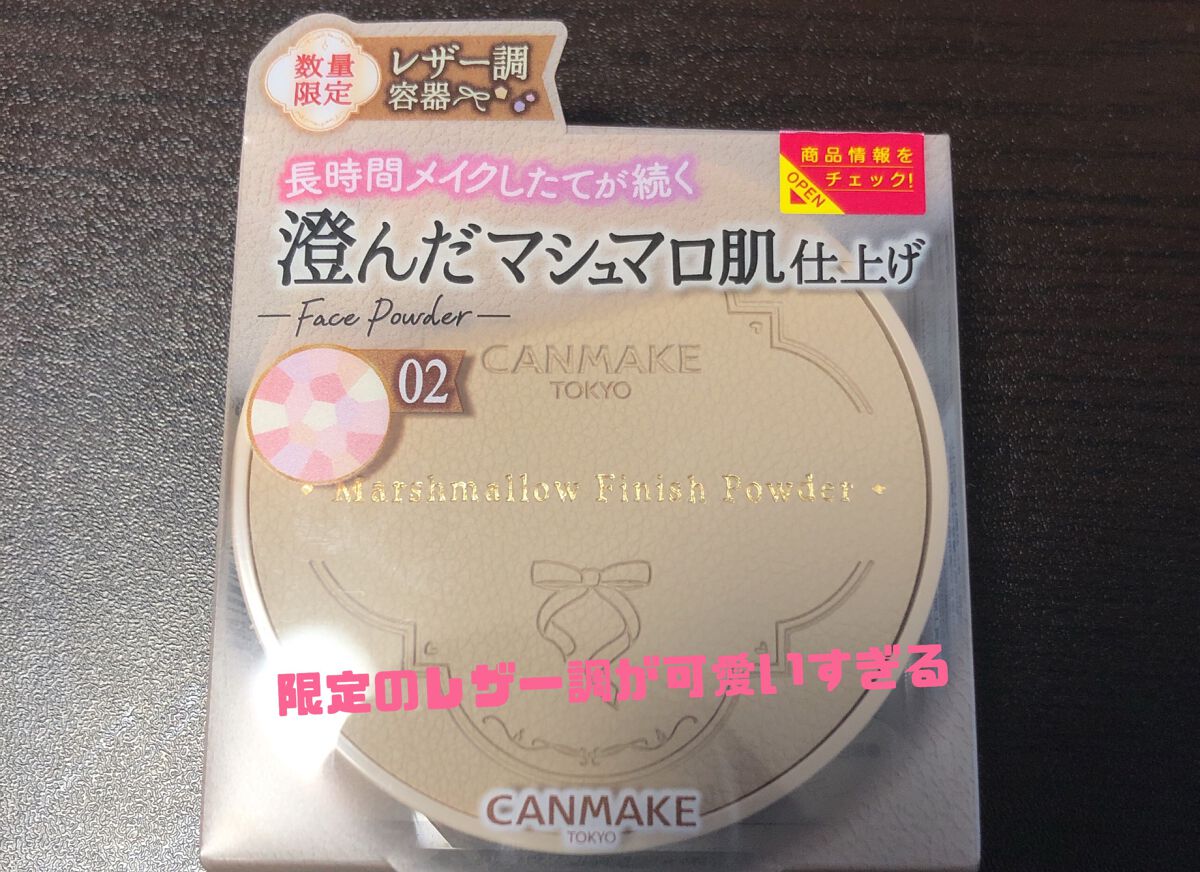 数量
限定
レザー調
容器
商品情報を
チェック!
OPEN
長時間メイクしたてが続く
澄んだマシュマロ肌仕上げ
Face Powder
02
CANMAKE
TOKYO
Marshmallow Finish Powder
限定のレザー調が可愛いすぎる
CANMAKE
TOKYO